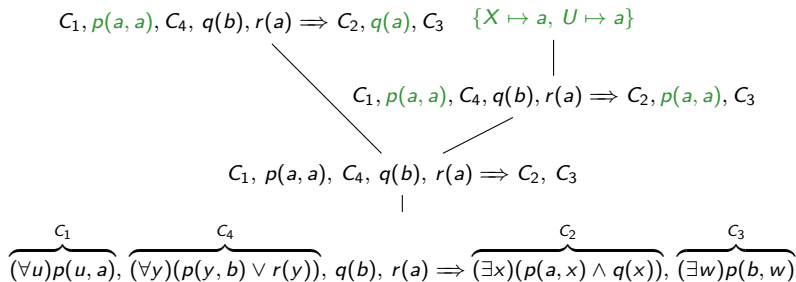 C₁, p(a, a), C₄, q(b), r(a) ⟹ C₂, q(a), C₃ {X ↦ a, U ↦ a}
C₁, p(a, a), C₄, q(b), r(a) ⟹ C₂, p(a, a), C₃
C₁, p(a, a), C₄, q(b), r(a) ⟹ C₂, C₃
C₁ C₄ C₂ C₃
(∀u)p(u, a), (∀y)(p(y, b) ∨ r(y)), q(b), r(a) ⟹ (∃x)(p(a, x) ∧ q(x)), (∃w)p(b, w)